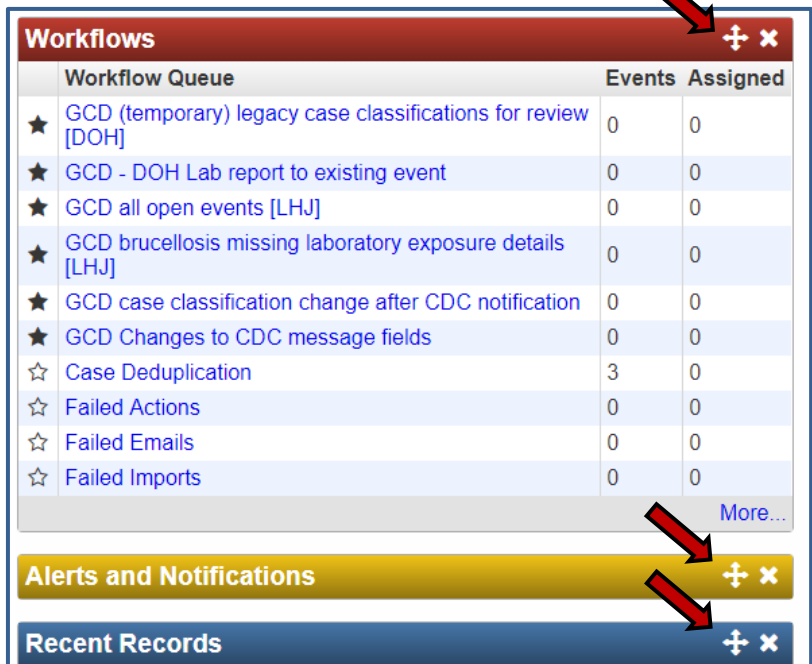 Workflows
Workflow Queue Events Assigned
GCD (temporary) legacy case classifications for review
[DOH] 0 0
GCD - DOH Lab report to existing event 0 0
GCD all open events [LHJ] 0 0
GCD brucellosis missing laboratory exposure details
[LHJ] 0 0
GCD case classification change after CDC notification 0 0
GCD Changes to CDC message fields 0 0
Case Deduplication 3 0
Failed Actions 0 0
Failed Emails 0 0
Failed Imports 0 0
More...
Alerts and Notifications
Recent Records